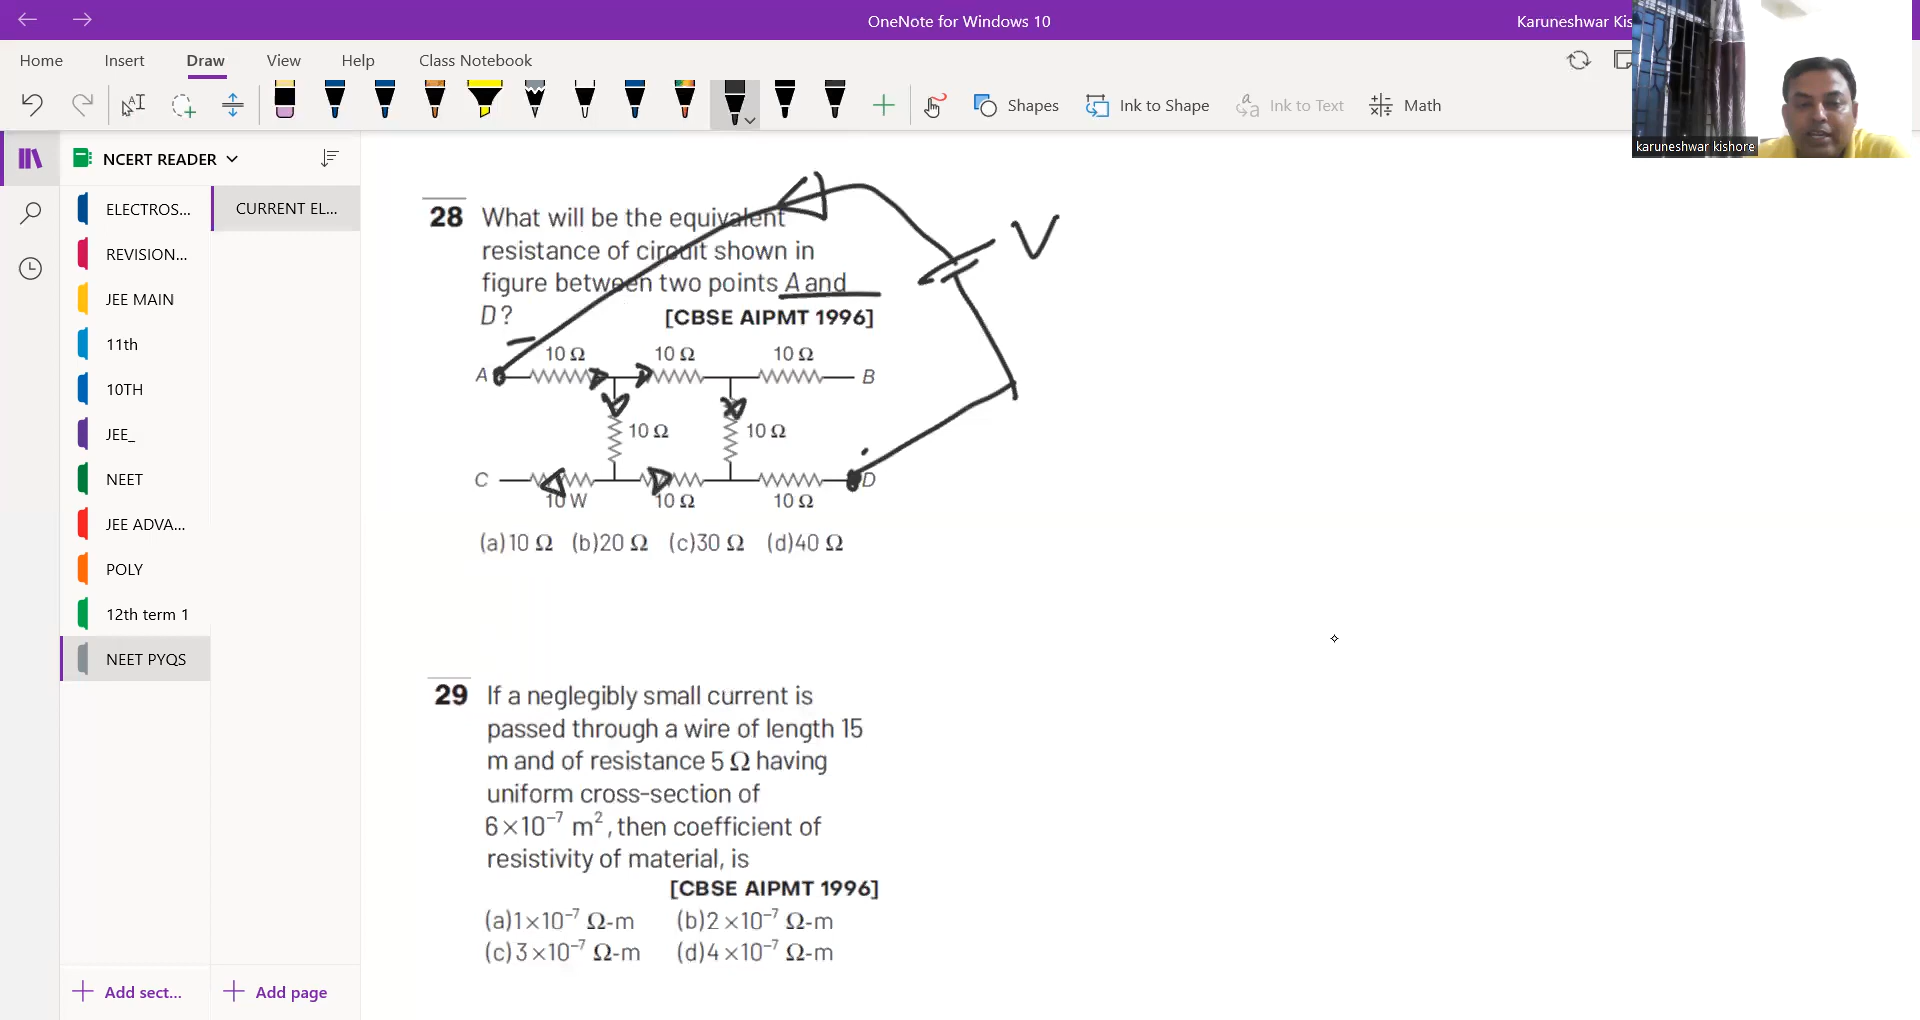 OneNote for Windows 10
Karuneshwar
Home Insert Draw View Help Class Notebook
Shapes Ink to Shape Ink to Text Math
karuneshwar kishore
NCERT READER
ELECTROS...
REVISION...
JEE MAIN
11th
10TH
JEE_
NEET
JEE ADVA...
POLY
12th term 1
NEET PYQS
Add sect...
CURRENT EL...
Add page
28 What will be the equivalent
resistance of circuit shown in
figure between two points A and
D? [CBSE AIPMT 1996]
V
10 Ω 10 Ω 10 Ω
A B
10 Ω 10 Ω
C D
10 W 10 Ω 10 Ω
(a)10 Ω (b)20 Ω (c)30 Ω (d)40 Ω
29 If a neglegibly small current is
passed through a wire of length 15
m and of resistance 5 Ω having
uniform cross-section of
6×10⁻⁷ m², then coefficient of
resistivity of material, is
[CBSE AIPMT 1996]
(a)1×10⁻⁷ Ω-m (b)2×10⁻⁷ Ω-m
(c)3×10⁻⁷ Ω-m (d)4×10⁻⁷ Ω-m